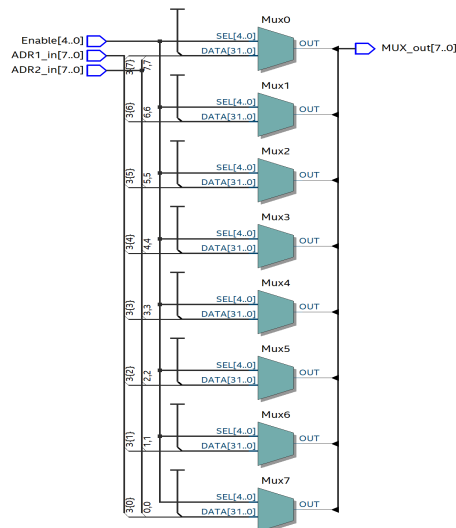 Mux0
Enable[4..0]
SEL[4..0]
OUT
MUX_out[7..0]
ADR1_in[7..0]
DATA[31..0]
ADR2_in[7..0]
3{7}
7,7
Mux1
SEL[4..0]
OUT
DATA[31..0]
3{6}
6,6
Mux2
SEL[4..0]
OUT
DATA[31..0]
3{5}
5,5
Mux3
SEL[4..0]
OUT
DATA[31..0]
3{4}
4,4
Mux4
SEL[4..0]
OUT
DATA[31..0]
3{3}
3,3
Mux5
SEL[4..0]
OUT
DATA[31..0]
3{2}
2,2
Mux6
SEL[4..0]
OUT
DATA[31..0]
3{1}
1,1
Mux7
SEL[4..0]
OUT
DATA[31..0]
3{0}
0,0